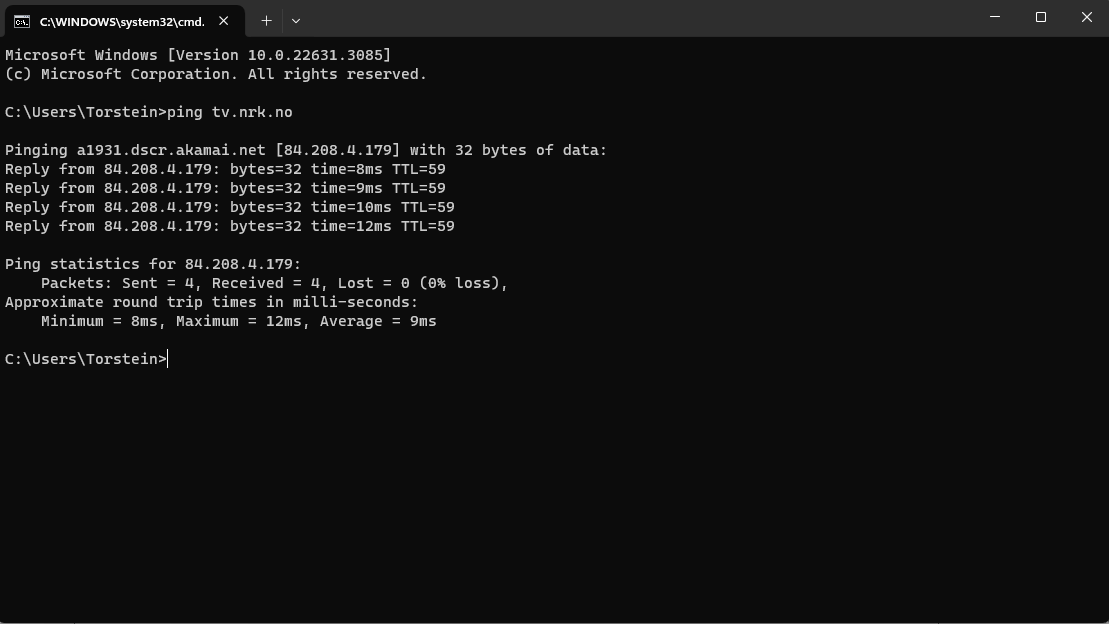 C:\WINDOWS\system32\cmd.
Microsoft Windows [Version 10.0.22631.3085]
(c) Microsoft Corporation. All rights reserved.
C:\Users\Torstein>ping tv.nrk.no
Pinging a1931.dscr.akamai.net [84.208.4.179] with 32 bytes of data:
Reply from 84.208.4.179: bytes=32 time=8ms TTL=59
Reply from 84.208.4.179: bytes=32 time=9ms TTL=59
Reply from 84.208.4.179: bytes=32 time=10ms TTL=59
Reply from 84.208.4.179: bytes=32 time=12ms TTL=59
Ping statistics for 84.208.4.179:
    Packets: Sent = 4, Received = 4, Lost = 0 (0% loss),
Approximate round trip times in milli-seconds:
    Minimum = 8ms, Maximum = 12ms, Average = 9ms
C:\Users\Torstein>